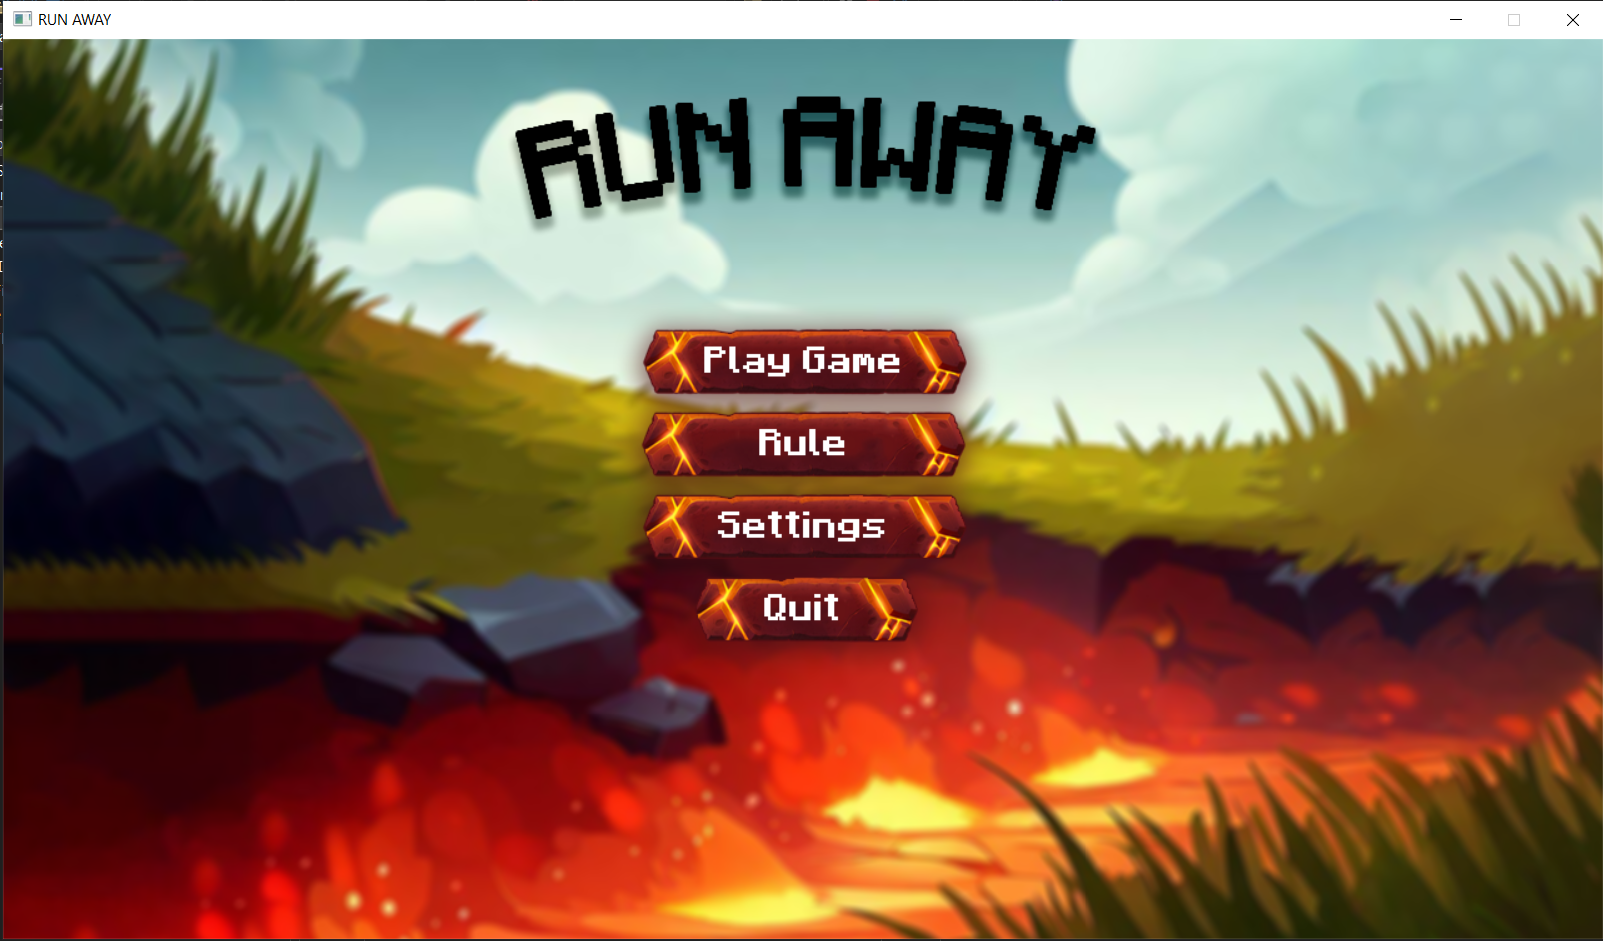 RUN AWAY
RUN AWAY
Play Game
Rule
Settings
Quit